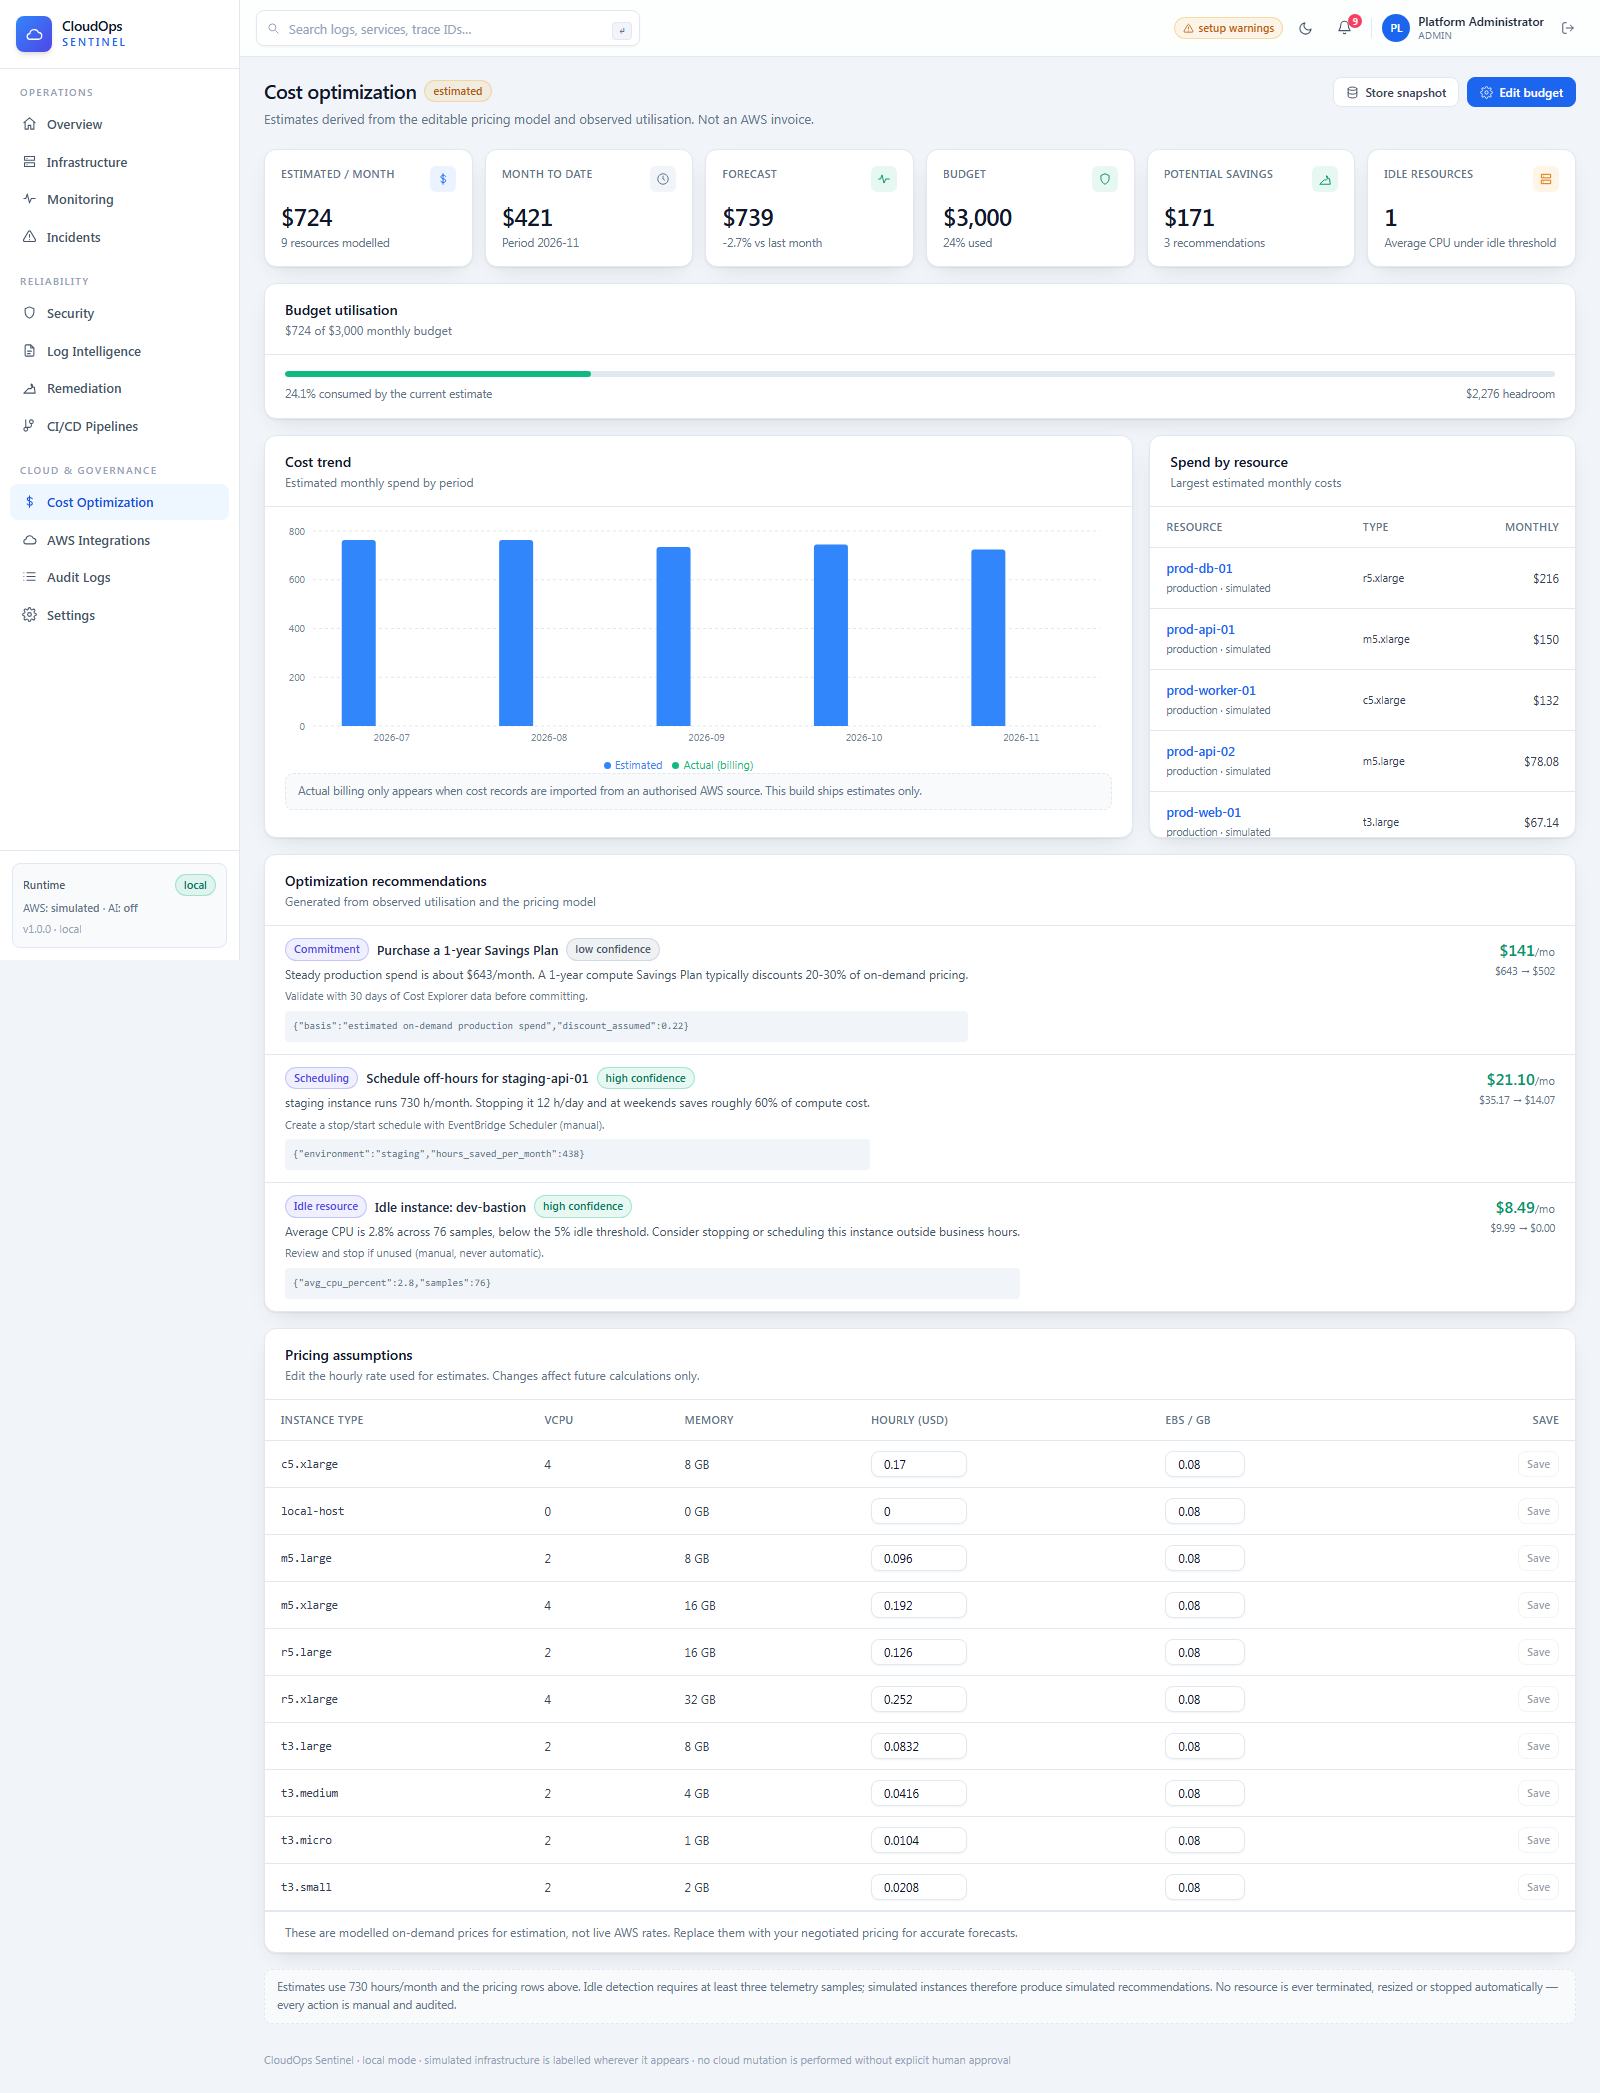 CloudOps
SENTINEL
Search logs, services, trace IDs...
setup warnings
9
PL
Platform Administrator
ADMIN
OPERATIONS
Overview
Infrastructure
Monitoring
Incidents
RELIABILITY
Security
Log Intelligence
Remediation
CI/CD Pipelines
CLOUD & GOVERNANCE
Cost Optimization
AWS Integrations
Audit Logs
Settings
Runtime
local
AWS: simulated · AI: off
v1.0.0 · local
Cost optimization
estimated
Estimates derived from the editable pricing model and observed utilisation. Not an AWS invoice.
Store snapshot
Edit budget
ESTIMATED / MONTH
$724
9 resources modelled
MONTH TO DATE
$421
Period 2026-11
FORECAST
$739
-2.7% vs last month
BUDGET
$3,000
24% used
POTENTIAL SAVINGS
$171
3 recommendations
IDLE RESOURCES
1
Average CPU under idle threshold
Budget utilisation
$724 of $3,000 monthly budget
24.1% consumed by the current estimate
$2,276 headroom
Cost trend
Estimated monthly spend by period
800
600
400
200
0
2026-07 2026-08 2026-09 2026-10 2026-11
Estimated Actual (billing)
Actual billing only appears when cost records are imported from an authorised AWS source. This build ships estimates only.
Spend by resource
Largest estimated monthly costs
RESOURCE TYPE MONTHLY
prod-db-01 r5.xlarge $216
production · simulated
prod-api-01 m5.xlarge $150
production · simulated
prod-worker-01 c5.xlarge $132
production · simulated
prod-api-02 m5.large $78.08
production · simulated
prod-web-01 t3.large $67.14
production · simulated
Optimization recommendations
Generated from observed utilisation and the pricing model
Commitment Purchase a 1-year Savings Plan low confidence
$141/mo
Steady production spend is about $643/month. A 1-year compute Savings Plan typically discounts 20-30% of on-demand pricing.
$643 → $502
Validate with 30 days of Cost Explorer data before committing.
{"basis":"estimated on-demand production spend","discount_assumed":0.22}
Scheduling Schedule off-hours for staging-api-01 high confidence
$21.10/mo
staging instance runs 730 h/month. Stopping it 12 h/day and at weekends saves roughly 60% of compute cost.
$35.17 → $14.07
Create a stop/start schedule with EventBridge Scheduler (manual).
{"environment":"staging","hours_saved_per_month":438}
Idle resource Idle instance: dev-bastion high confidence
$8.49/mo
Average CPU is 2.8% across 76 samples, below the 5% idle threshold. Consider stopping or scheduling this instance outside business hours.
$9.99 → $0.00
Review and stop if unused (manual, never automatic).
{"avg_cpu_percent":2.8,"samples":76}
Pricing assumptions
Edit the hourly rate used for estimates. Changes affect future calculations only.
INSTANCE TYPE VCPU MEMORY HOURLY (USD) EBS / GB SAVE
c5.xlarge 4 8 GB 0.17 0.08 Save
local-host 0 0 GB 0 0.08 Save
m5.large 2 8 GB 0.096 0.08 Save
m5.xlarge 4 16 GB 0.192 0.08 Save
r5.large 2 16 GB 0.126 0.08 Save
r5.xlarge 4 32 GB 0.252 0.08 Save
t3.large 2 8 GB 0.0832 0.08 Save
t3.medium 2 4 GB 0.0416 0.08 Save
t3.micro 2 1 GB 0.0104 0.08 Save
t3.small 2 2 GB 0.0208 0.08 Save
These are modelled on-demand prices for estimation, not live AWS rates. Replace them with your negotiated pricing for accurate forecasts.
Estimates use 730 hours/month and the pricing rows above. Idle detection requires at least three telemetry samples; simulated instances therefore produce simulated recommendations. No resource is ever terminated, resized or stopped automatically —
every action is manual and audited.
CloudOps Sentinel · local mode · simulated infrastructure is labelled wherever it appears · no cloud mutation is performed without explicit human approval